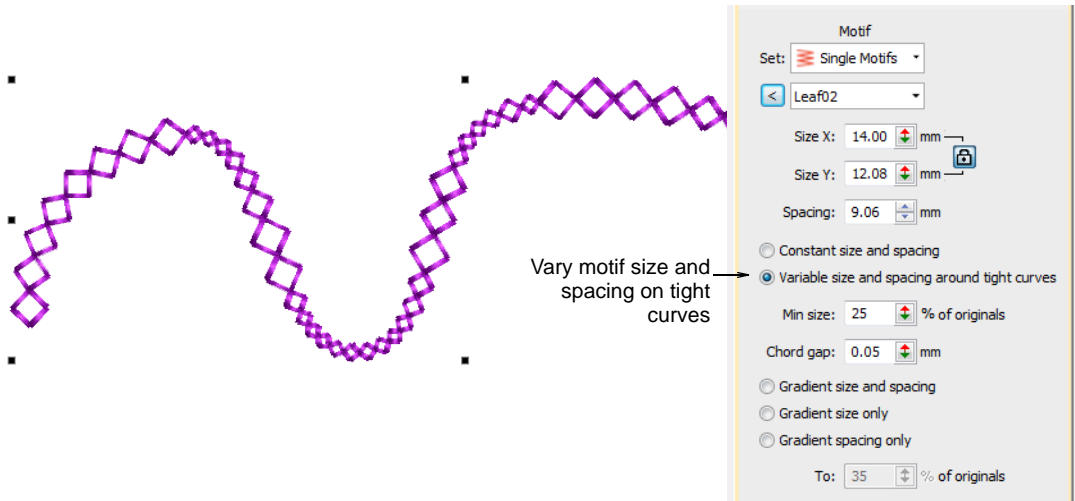 Motif
Set: Single Motifs
< Leaf02
Size X: 14.00 mm
Size Y: 12.08 mm
Spacing: 9.06 mm
Constant size and spacing
Vary motif size and
spacing on tight
curves
Variable size and spacing around tight curves
Min size: 25 % of originals
Chord gap: 0.05 mm
Gradient size and spacing
Gradient size only
Gradient spacing only
To: 35 % of originals